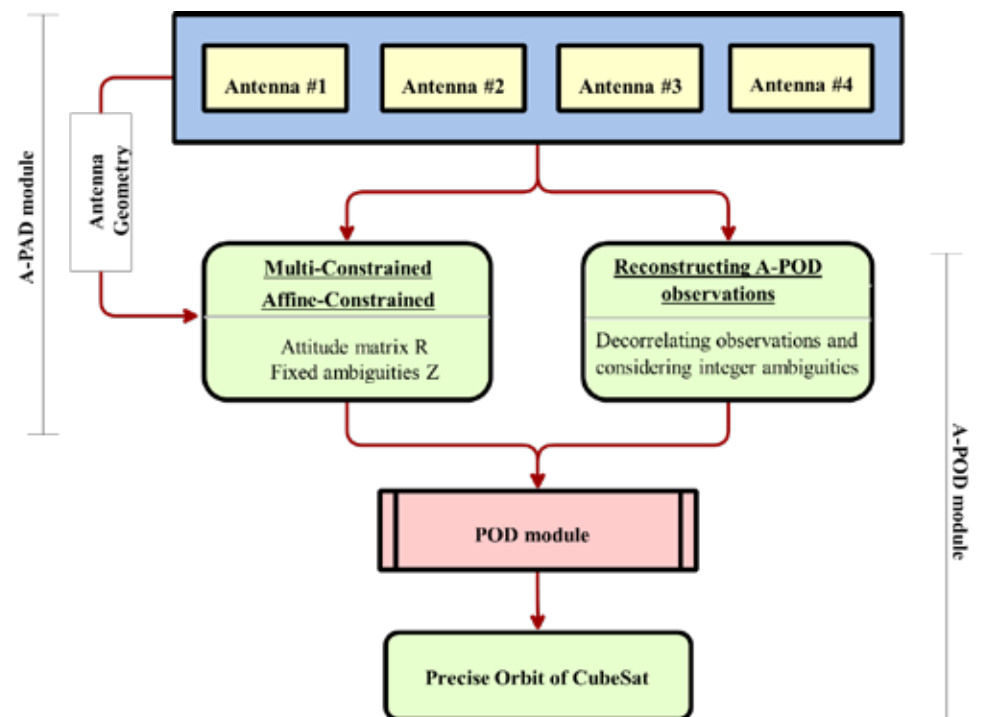 Antenna #1
Antenna #2
Antenna #3
Antenna #4
A-PAD module
Antenna
Geometry
Multi-Constrained
Affine-Constrained
Attitude matrix R
Fixed ambiguities Z
Reconstructing A-POD
observations
Decorrelating observations and
considering integer ambiguities
A-POD module
POD module
Precise Orbit of CubeSat